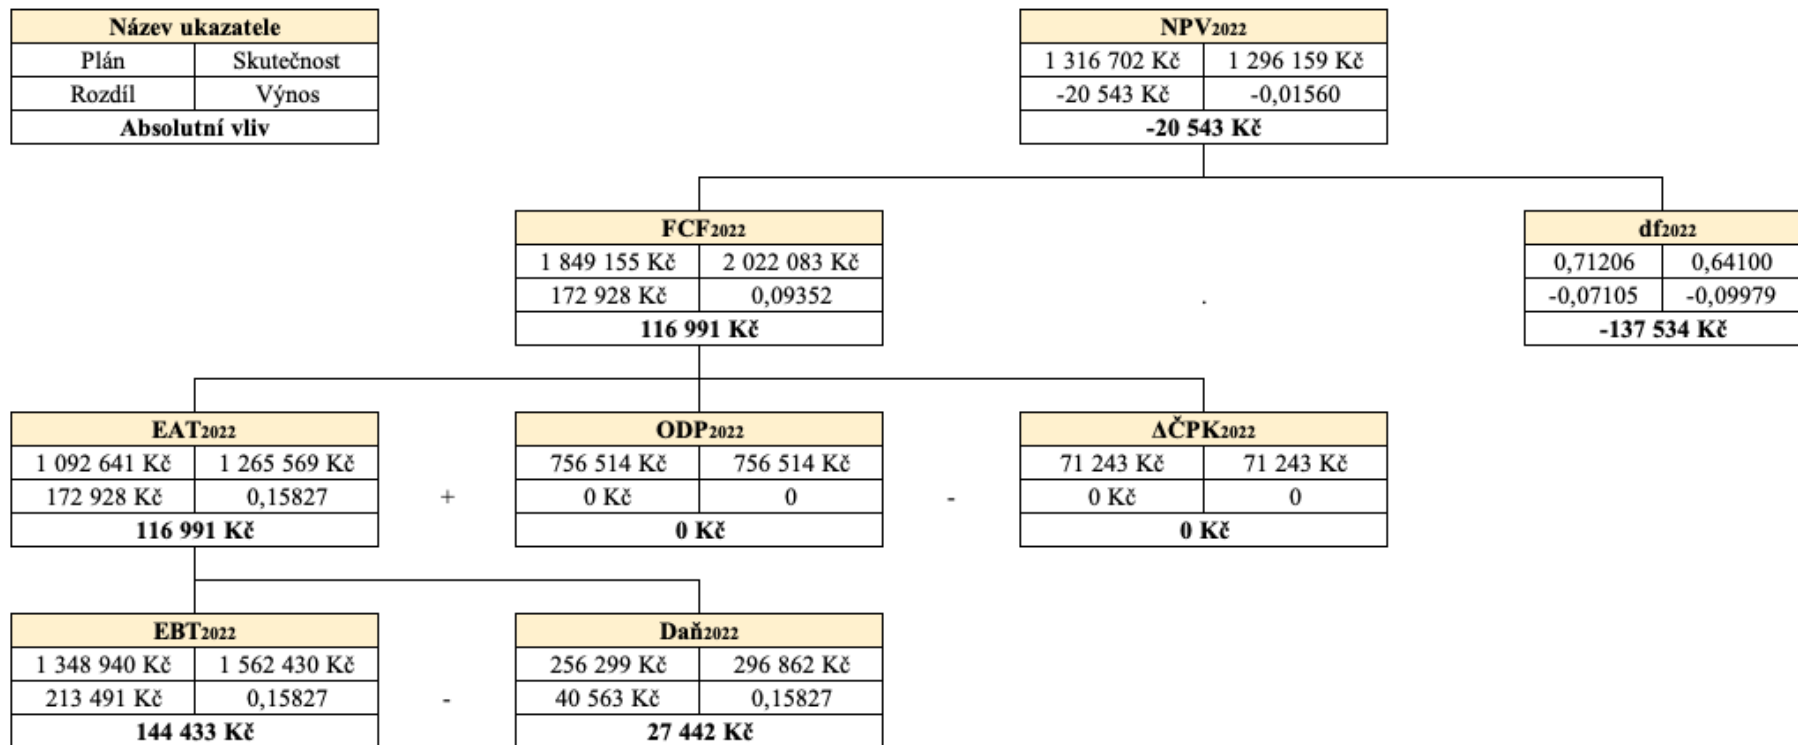 Název ukazatele
Plán Skutečnost
Rozdíl Výnos
Absolutní vliv
NPV2022
1 316 702 Kč 1 296 159 Kč
-20 543 Kč -0,01560
-20 543 Kč
FCF2022
1 849 155 Kč 2 022 083 Kč
172 928 Kč 0,09352
116 991 Kč
.
df2022
0,71206 0,64100
-0,07105 -0,09979
-137 534 Kč
EAT2022
1 092 641 Kč 1 265 569 Kč
172 928 Kč 0,15827
116 991 Kč
+
ODP2022
756 514 Kč 756 514 Kč
0 Kč 0
0 Kč
-
ΔČPK2022
71 243 Kč 71 243 Kč
0 Kč 0
0 Kč
EBT2022
1 348 940 Kč 1 562 430 Kč
213 491 Kč 0,15827
144 433 Kč
-
Daň2022
256 299 Kč 296 862 Kč
40 563 Kč 0,15827
27 442 Kč